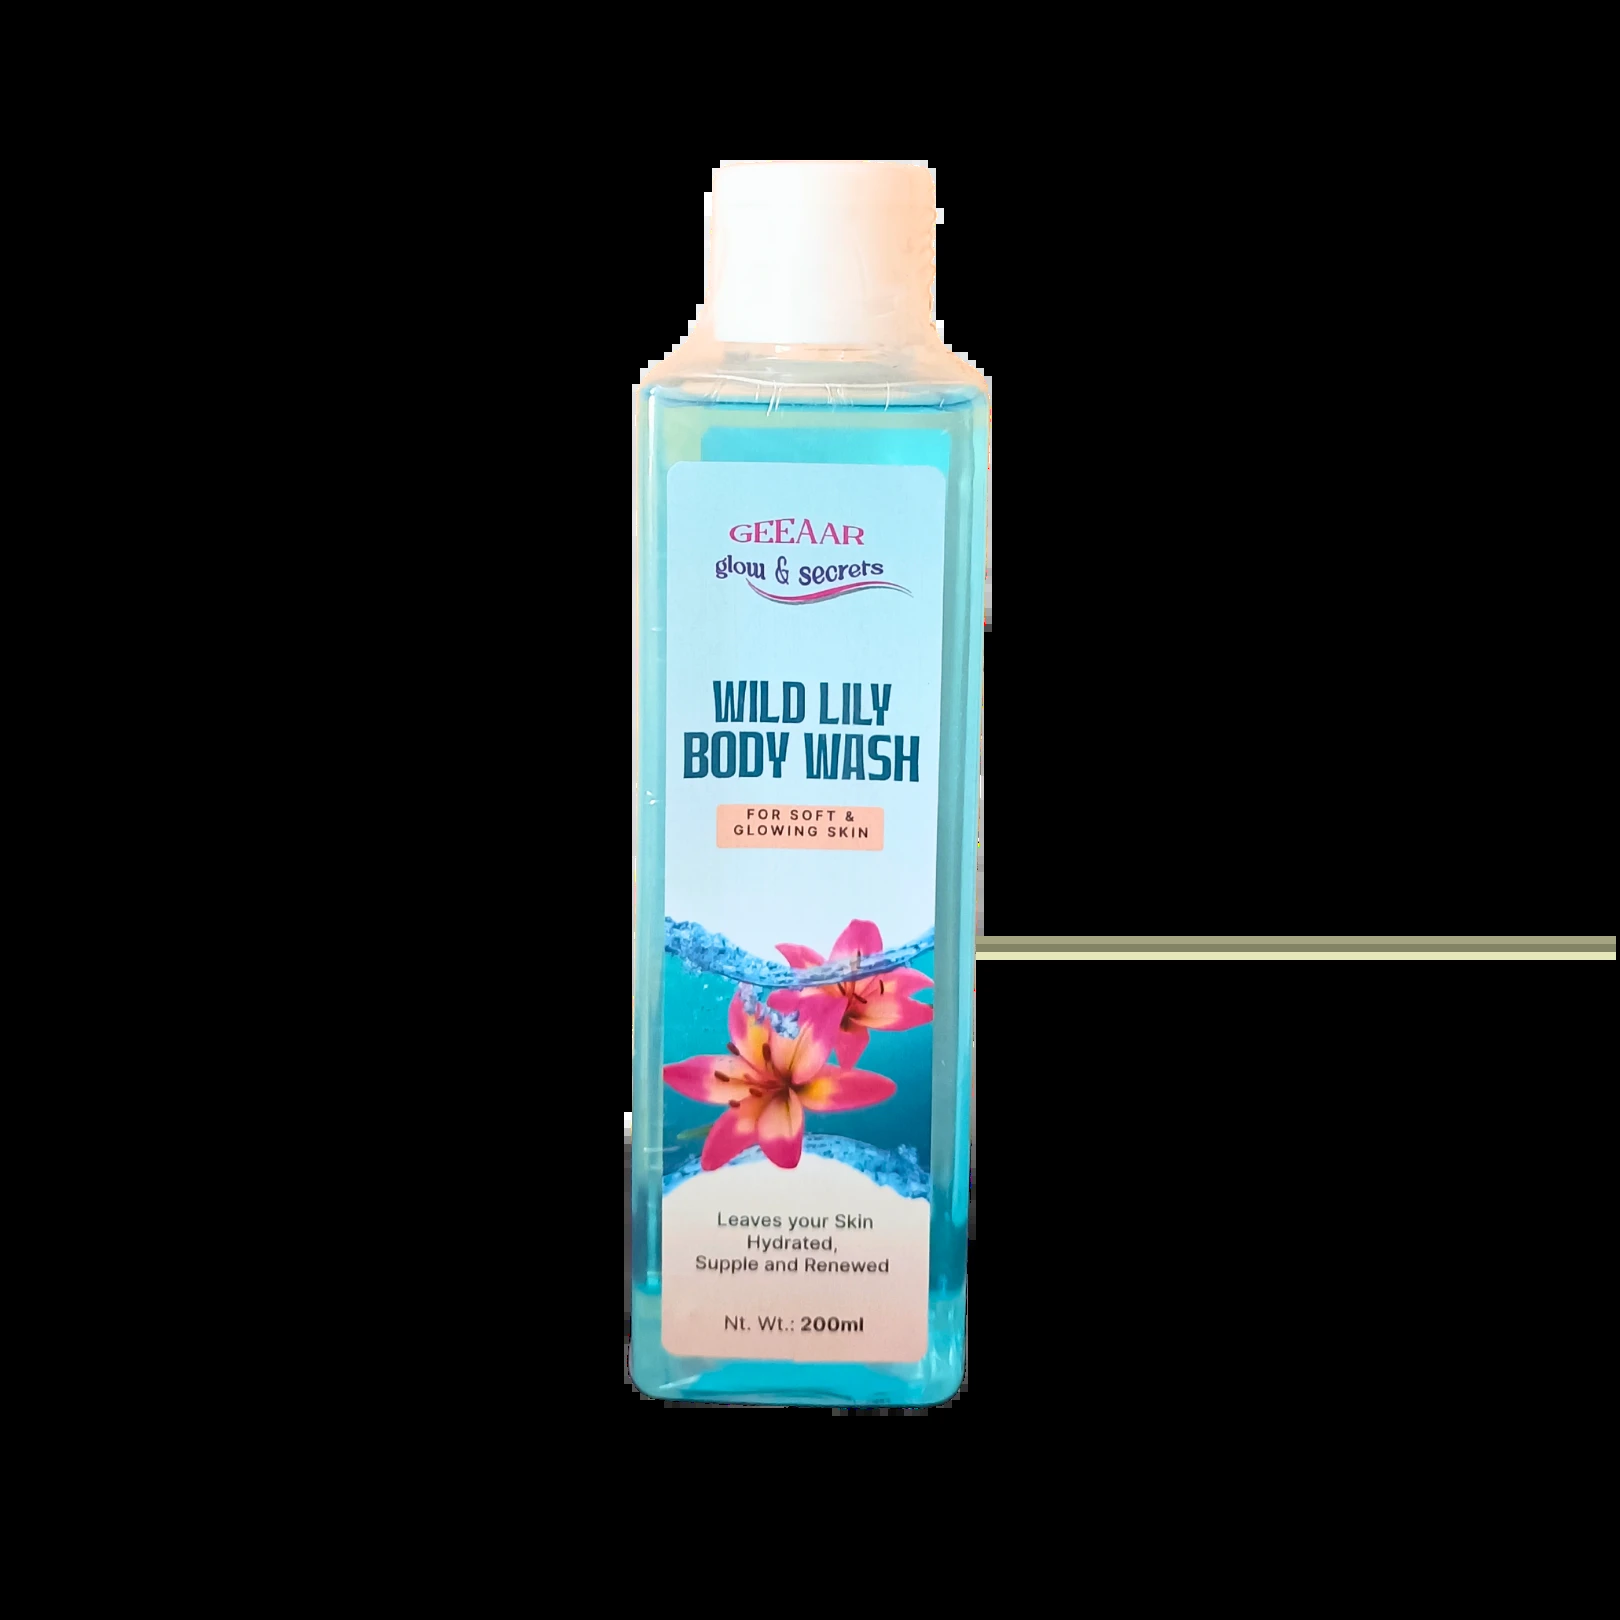 GEEAAR
glow & secrets
WILD LILY
BODY WASH
FOR SOFT &
GLOWING SKIN
Leaves your Skin
Hydrated,
Supple and Renewed
Nt. Wt.: 200ml